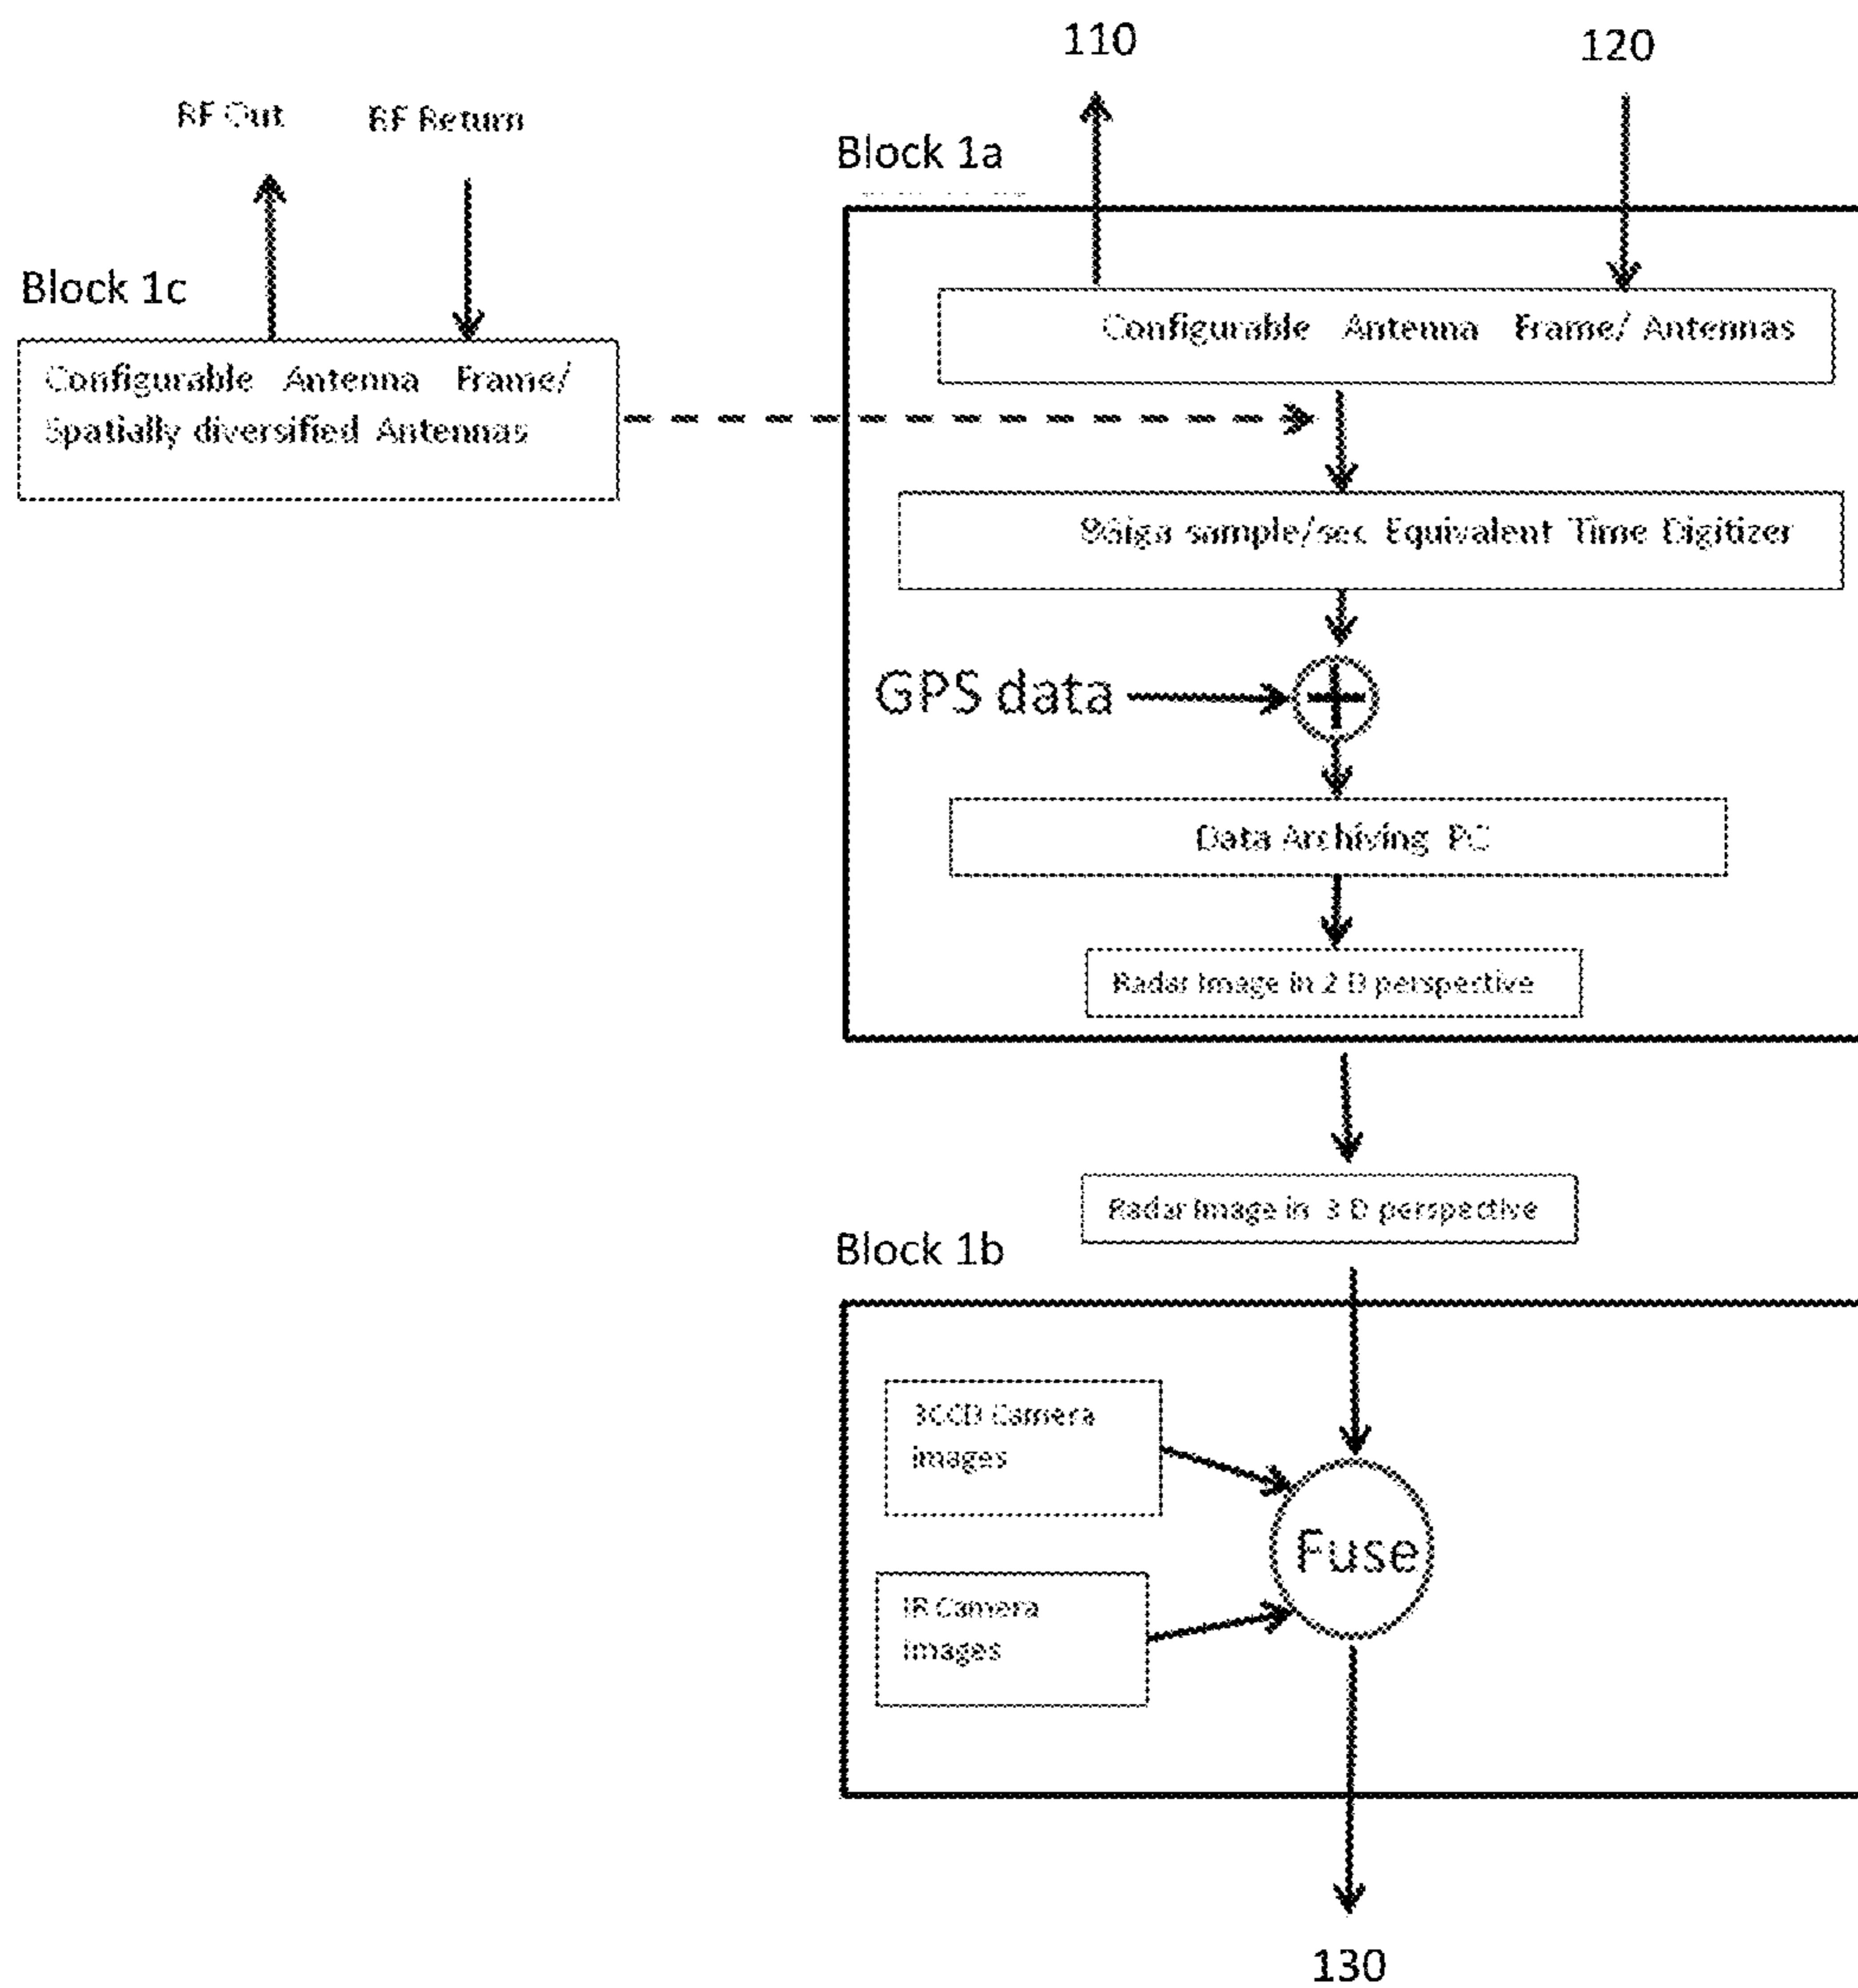 110
120
RF Out
RF Return
Block 1a
Block 1c
Configurable Antenna Frame/ Antennas
Configurable Antenna Frame/
Spatially diversified Antennas
sample/sec Equivalent Time Digitizer
GPS data
Data Archiving PC
Radar Image in 2 D perspective
Radar Image in 3 D perspective
Block 1b
3CCD Camera
images
Fuse
IR Camera
images
130